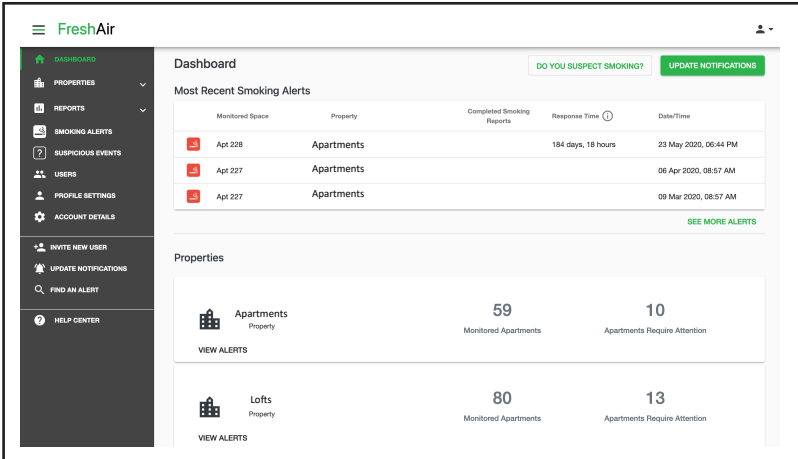 FreshAir
DASHBOARD
PROPERTIES
REPORTS
SMOKING ALERTS
? SUSPICIOUS EVENTS
USERS
PROFILE SETTINGS
ACCOUNT DETAILS
INVITE NEW USER
UPDATE NOTIFICATIONS
FIND AN ALERT
? HELP CENTER
Dashboard
DO YOU SUSPECT SMOKING?
UPDATE NOTIFICATIONS
Most Recent Smoking Alerts
Monitored Space Property Completed Smoking Reports Response Time i Date/Time
Apt 228 Apartments 184 days, 18 hours 23 May 2020, 06:44 PM
Apt 227 Apartments 06 Apr 2020, 08:57 AM
Apt 227 Apartments 09 Mar 2020, 08:57 AM
SEE MORE ALERTS
Properties
Apartments
Property
59
Monitored Apartments
10
Apartments Require Attention
VIEW ALERTS
Lofts
Property
80
Monitored Apartments
13
Apartments Require Attention
VIEW ALERTS